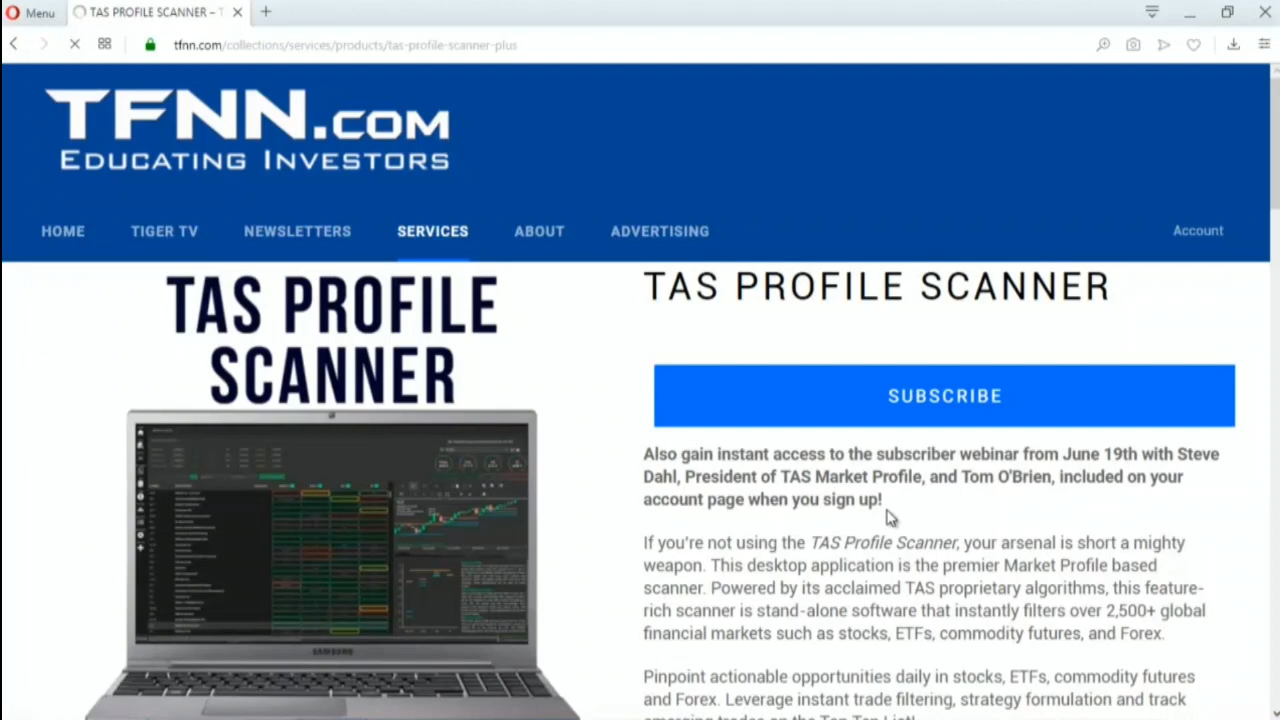 Menu
TAS PROFILE SCANNER – T
tfnn.com/collections/services/products/tas-profile-scanner-plus
TFNN.COM
EDUCATING INVESTORS
HOME TIGER TV NEWSLETTERS SERVICES ABOUT ADVERTISING Account
TAS PROFILE
SCANNER
SAMSUNG
TAS PROFILE SCANNER
SUBSCRIBE
Also gain instant access to the subscriber webinar from June 19th with Steve
Dahl, President of TAS Market Profile, and Tom O'Brien, included on your
account page when you sign up!
If you're not using the TAS Profile Scanner, your arsenal is short a mighty
weapon. This desktop application is the premier Market Profile based
scanner. Powered by its acclaimed TAS proprietary algorithms, this feature-
rich scanner is stand-alone software that instantly filters over 2,500+ global
financial markets such as stocks, ETFs, commodity futures, and Forex.
Pinpoint actionable opportunities daily in stocks, ETFs, commodity futures
and Forex. Leverage instant trade filtering, strategy formulation and track
emerging trades on the Top Ten List!